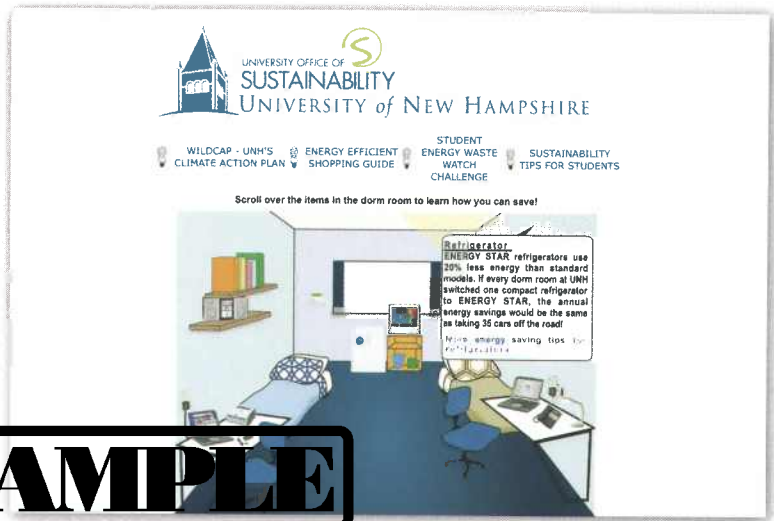 UNIVERSITY OFFICE OF
SUSTAINABILITY
UNIVERSITY of NEW HAMPSHIRE
WILDCAP - UNH'S
CLIMATE ACTION PLAN
ENERGY EFFICIENT
SHOPPING GUIDE
STUDENT
ENERGY WASTE
WATCH
CHALLENGE
SUSTAINABILITY
TIPS FOR STUDENTS
Scroll over the items in the dorm room to learn how you can save!
Refrigerator
ENERGY STAR refrigerators use
20% less energy than standard
models. If every dorm room at UNH
switched one compact refrigerator
to ENERGY STAR, the annual
energy savings would be the same
as taking 35 cars off the road!
More energy saving tips for
refrigerators
AMPLE